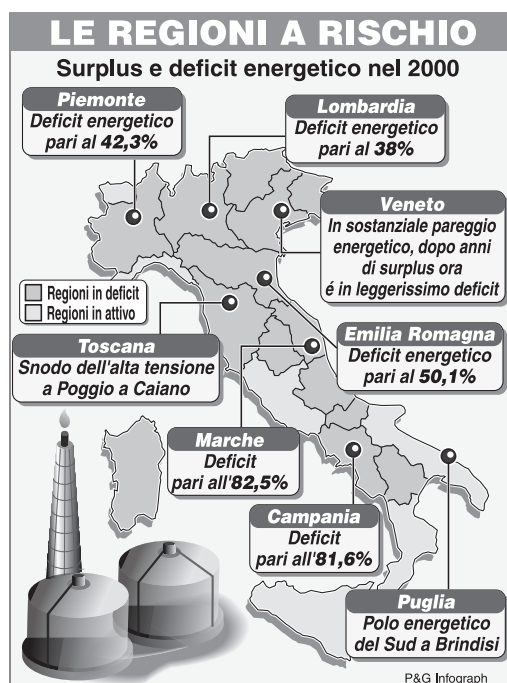 LE REGIONI A RISCHIO
Surplus e deficit energetico nel 2000
Piemonte
Deficit energetico
pari al 42,3%
Lombardia
Deficit energetico
pari al 38%
Veneto
In sostanziale pareggio
energetico, dopo anni
di surplus ora
é in leggerissimo deficit
Regioni in deficit
Regioni in attivo
Toscana
Snodo dell'alta tensione
a Poggio a Caiano
Emilia Romagna
Deficit energetico
pari al 50,1%
Marche
Deficit
pari all'82,5%
Campania
Deficit
pari all'81,6%
Puglia
Polo energetico
del Sud a Brindisi
P&G Infograph